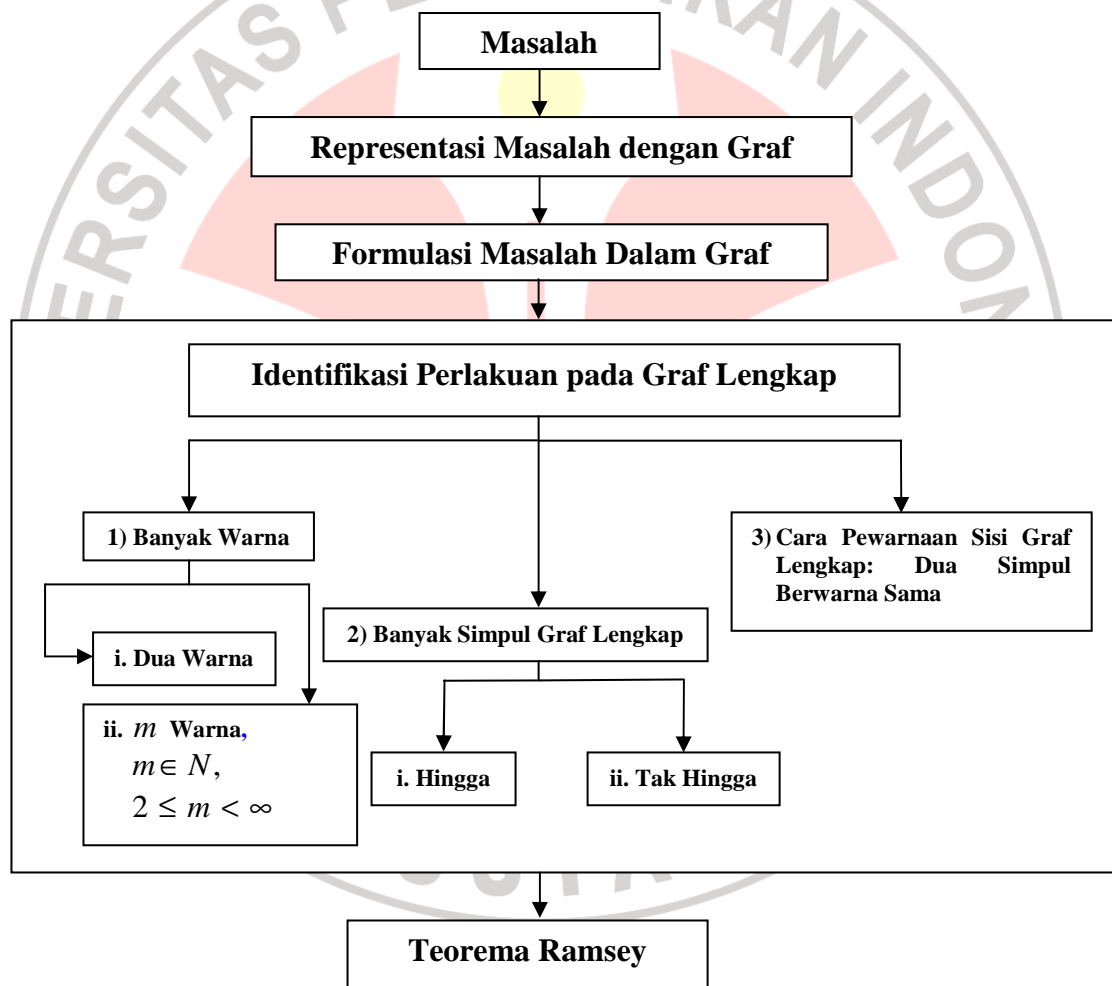 Masalah
Representasi Masalah dengan Graf
Formulasi Masalah Dalam Graf
Identifikasi Perlakuan pada Graf Lengkap
1) Banyak Warna
i. Dua Warna
ii. m Warna,
m ∈ N,
2 ≤ m < ∞
2) Banyak Simpul Graf Lengkap
i. Hingga
ii. Tak Hingga
3) Cara Pewarnaan Sisi Graf
Lengkap: Dua Simpul
Berwarna Sama
Teorema Ramsey